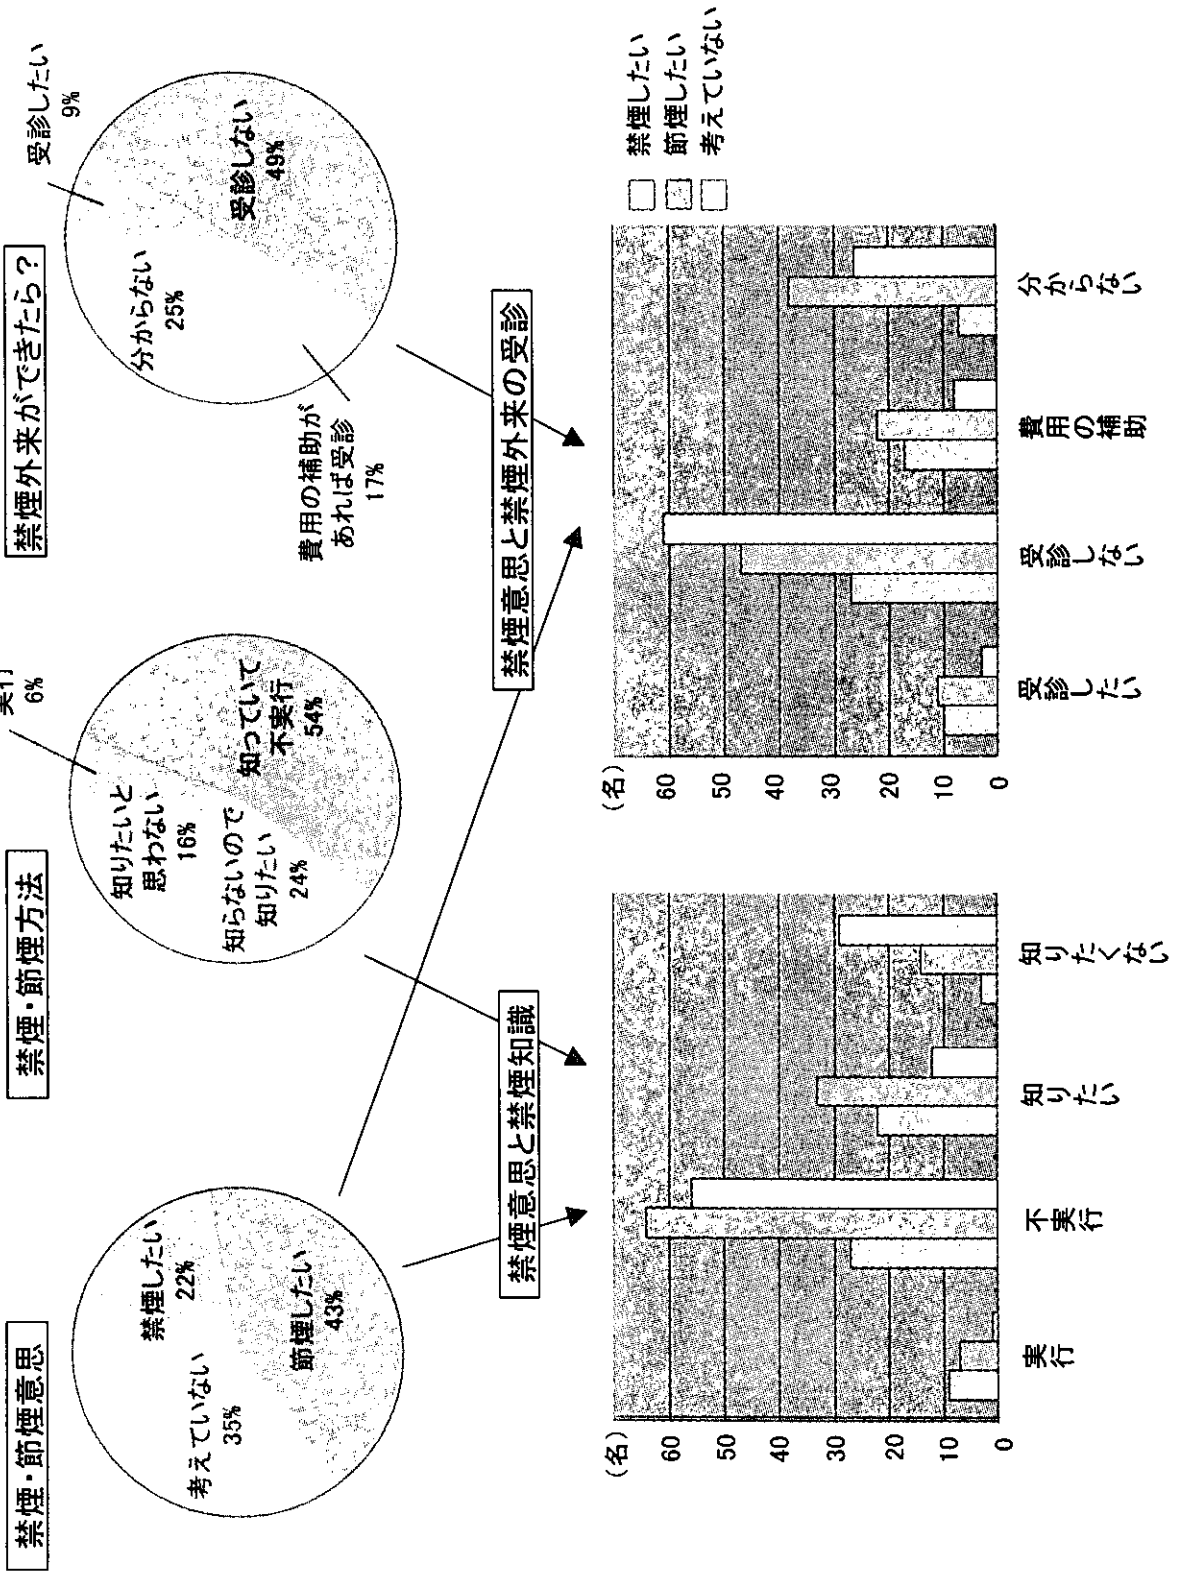 禁煙・節煙意思
禁煙したい
22%
節煙したい
43%
考えていない
35%
禁煙・節煙方法
実行
6%
知っていて
不実行
54%
知らないので
知りたい
24%
知りたいと
思わない
16%
禁煙外来ができたら？
受診したい
9%
受診しない
49%
費用の補助が
あれば受診
17%
分からない
25%
禁煙意思と禁煙知識
(名)
60
50
40
30
20
10
0
実行
不実行
知りたい
知りたくない
禁煙意思と禁煙外来の受診
(名)
60
50
40
30
20
10
0
受診したい
受診しない
費用の補助
分からない
禁煙したい
節煙したい
考えていない